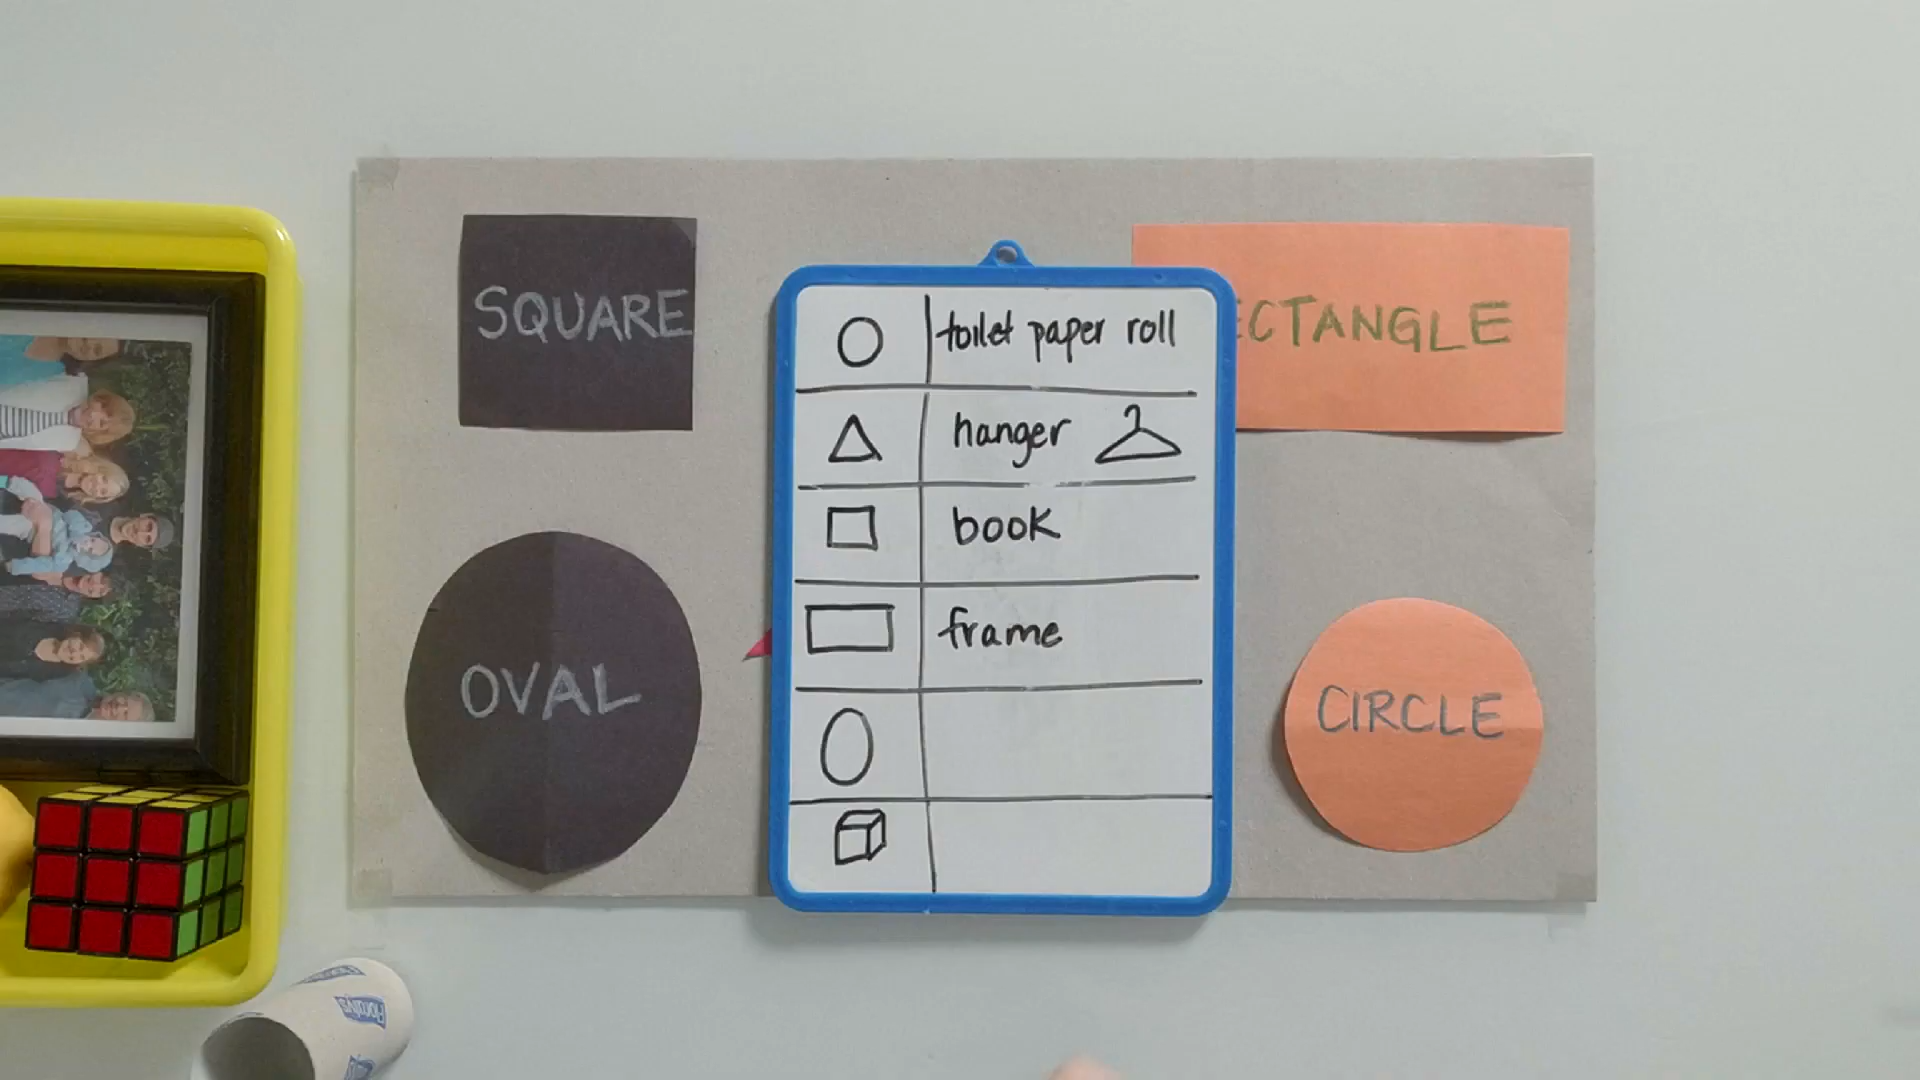 SQUARE
ECTANGLE
toilet paper roll
hanger
book
frame
OVAL
CIRCLE